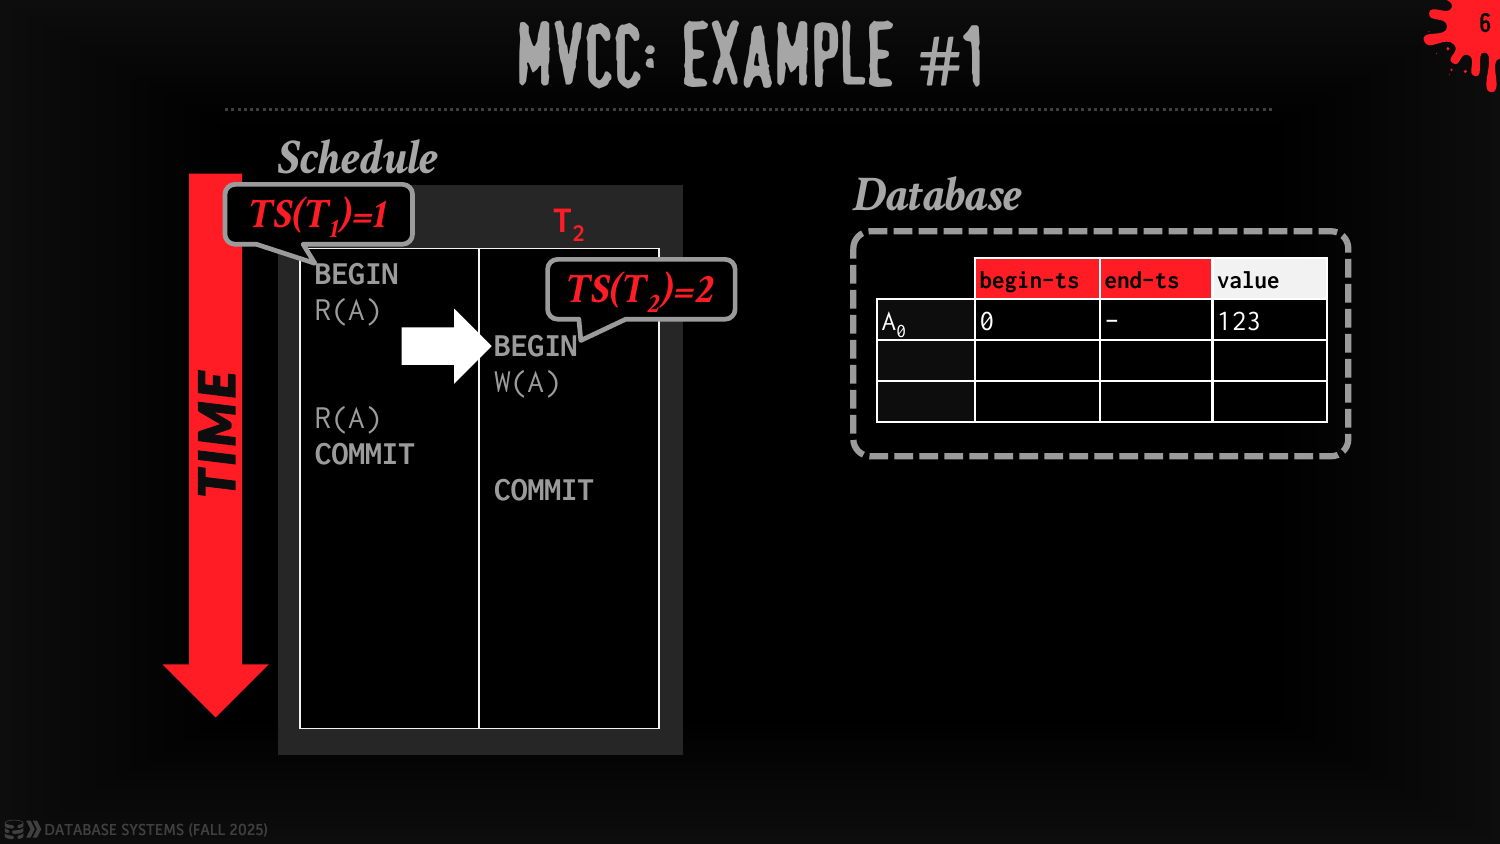 MVCC: EXAMPLE #1
6
Schedule
TS(T1)=1
T2
BEGIN
R(A)
TS(T2)=2
BEGIN
W(A)
R(A)
COMMIT
COMMIT
TIME
Database
begin-ts end-ts value
A0 0 – 123
DATABASE SYSTEMS (FALL 2025)